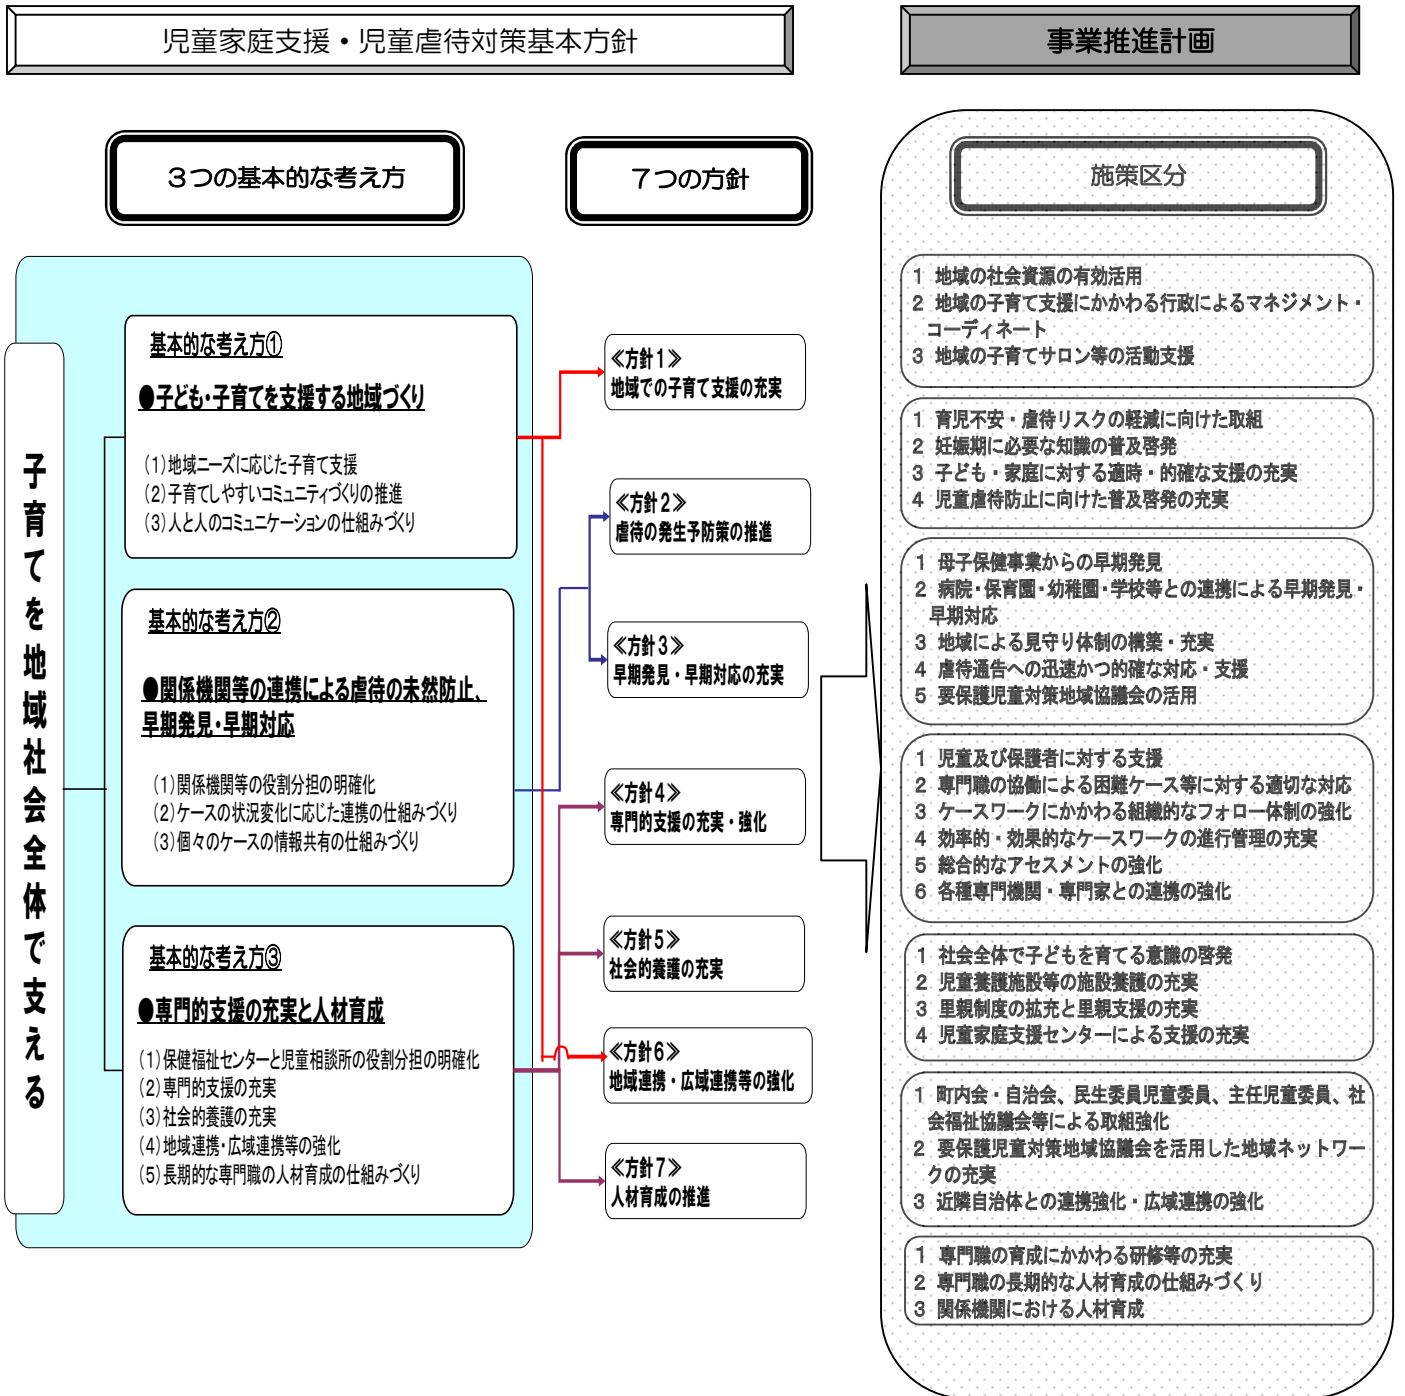 児童家庭支援・児童虐待対策基本方針
事業推進計画
3つの基本的な考え方
7つの方針
施策区分
子育てを地域社会全体で支える
基本的な考え方①
●子ども・子育てを支援する地域づくり
(1)地域ニーズに応じた子育て支援
(2)子育てしやすいコミュニティづくりの推進
(3)人と人のコミュニケーションの仕組みづくり
基本的な考え方②
●関係機関等の連携による虐待の未然防止、
早期発見・早期対応
(1)関係機関等の役割分担の明確化
(2)ケースの状況変化に応じた連携の仕組みづくり
(3)個々のケースの情報共有の仕組みづくり
基本的な考え方③
●専門的支援の充実と人材育成
(1)保健福祉センターと児童相談所の役割分担の明確化
(2)専門的支援の充実
(3)社会的養護の充実
(4)地域連携・広域連携等の強化
(5)長期的な専門職の人材育成の仕組みづくり
≪方針1≫
地域での子育て支援の充実
≪方針2≫
虐待の発生予防策の推進
≪方針3≫
早期発見・早期対応の充実
≪方針4≫
専門的支援の充実・強化
≪方針5≫
社会的養護の充実
≪方針6≫
地域連携・広域連携等の強化
≪方針7≫
人材育成の推進
1 地域の社会資源の有効活用
2 地域の子育て支援にかかわる行政によるマネジメント・
コーディネート
3 地域の子育てサロン等の活動支援
1 育児不安・虐待リスクの軽減に向けた取組
2 妊娠期に必要な知識の普及啓発
3 子ども・家庭に対する適時・的確な支援の充実
4 児童虐待防止に向けた普及啓発の充実
1 母子保健事業からの早期発見
2 病院・保育園・幼稚園・学校等との連携による早期発見・
早期対応
3 地域による見守り体制の構築・充実
4 虐待通告への迅速かつ的確な対応・支援
5 要保護児童対策地域協議会の活用
1 児童及び保護者に対する支援
2 専門職の協働による困難ケース等に対する適切な対応
3 ケースワークにかかわる組織的なフォロー体制の強化
4 効率的・効果的なケースワークの進行管理の充実
5 総合的なアセスメントの強化
6 各種専門機関・専門家との連携の強化
1 社会全体で子どもを育てる意識の啓発
2 児童養護施設等の施設養護の充実
3 里親制度の拡充と里親支援の充実
4 児童家庭支援センターによる支援の充実
1 町内会・自治会、民生委員児童委員、主任児童委員、社
会福祉協議会等による取組強化
2 要保護児童対策地域協議会を活用した地域ネットワー
クの充実
3 近隣自治体との連携強化・広域連携の強化
1 専門職の育成にかかわる研修等の充実
2 専門職の長期的な人材育成の仕組みづくり
3 関係機関における人材育成